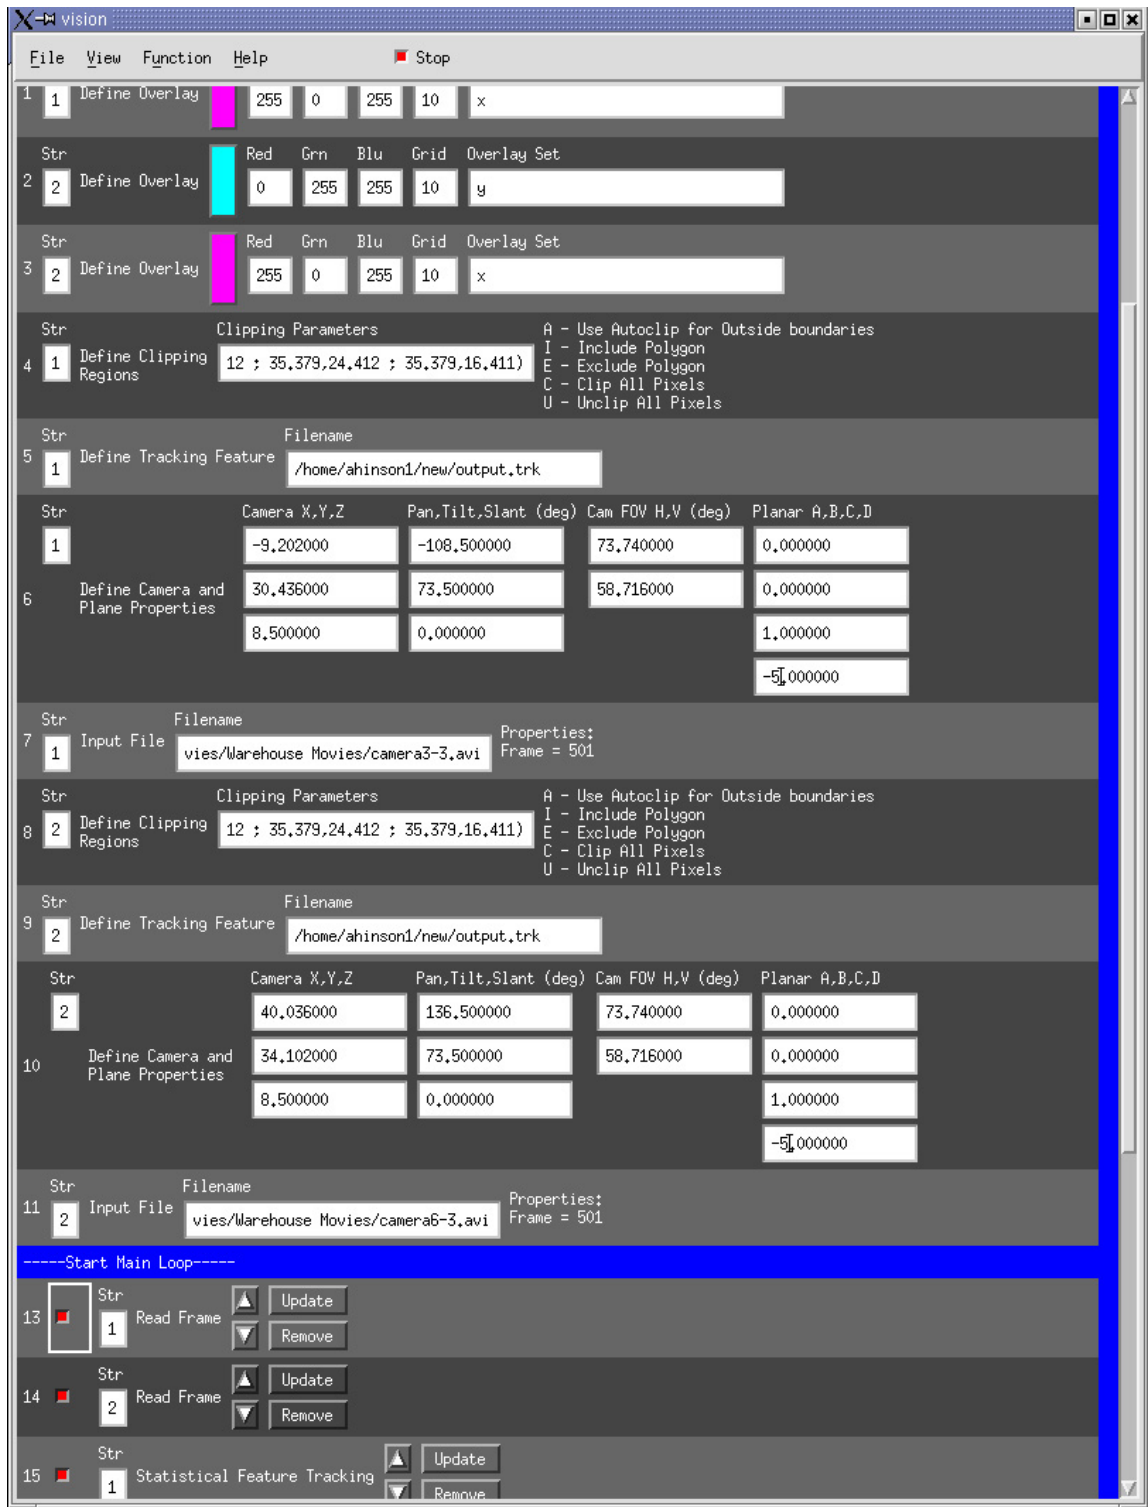 vision
File View Function Help Stop
1 1 Define Overlay 255 0 255 10 x
Str Red Grn Blu Grid Overlay Set
2 2 Define Overlay 0 255 255 10 y
Str Red Grn Blu Grid Overlay Set
3 2 Define Overlay 255 0 255 10 x
Str Clipping Parameters A - Use Autoclip for Outside boundaries
4 1 Define Clipping Regions 12 ; 35.379,24.412 ; 35.379,16.411) I - Include Polygon
E - Exclude Polygon
C - Clip All Pixels
U - Unclip All Pixels
Str Filename
5 1 Define Tracking Feature /home/ahinson1/new/output.trk
Str Camera X,Y,Z Pan,Tilt,Slant (deg) Cam FOV H,V (deg) Planar A,B,C,D
1 -9.202000 -108.500000 73.740000 0.000000
6 Define Camera and Plane Properties 30.436000 73.500000 58.716000 0.000000
8.500000 0.000000 1.000000
-5.000000
Str Filename Properties:
7 1 Input File vies/Warehouse Movies/camera3-3.avi Frame = 501
Str Clipping Parameters A - Use Autoclip for Outside boundaries
8 2 Define Clipping Regions 12 ; 35.379,24.412 ; 35.379,16.411) I - Include Polygon
E - Exclude Polygon
C - Clip All Pixels
U - Unclip All Pixels
Str Filename
9 2 Define Tracking Feature /home/ahinson1/new/output.trk
Str Camera X,Y,Z Pan,Tilt,Slant (deg) Cam FOV H,V (deg) Planar A,B,C,D
2 40.036000 136.500000 73.740000 0.000000
10 Define Camera and Plane Properties 34.102000 73.500000 58.716000 0.000000
8.500000 0.000000 1.000000
-5.000000
Str Filename Properties:
11 2 Input File vies/Warehouse Movies/camera6-3.avi Frame = 501
-----Start Main Loop-----
Str Update
13 1 Read Frame Remove
Str Update
14 2 Read Frame Remove
Str Update
15 1 Statistical Feature Tracking Remove